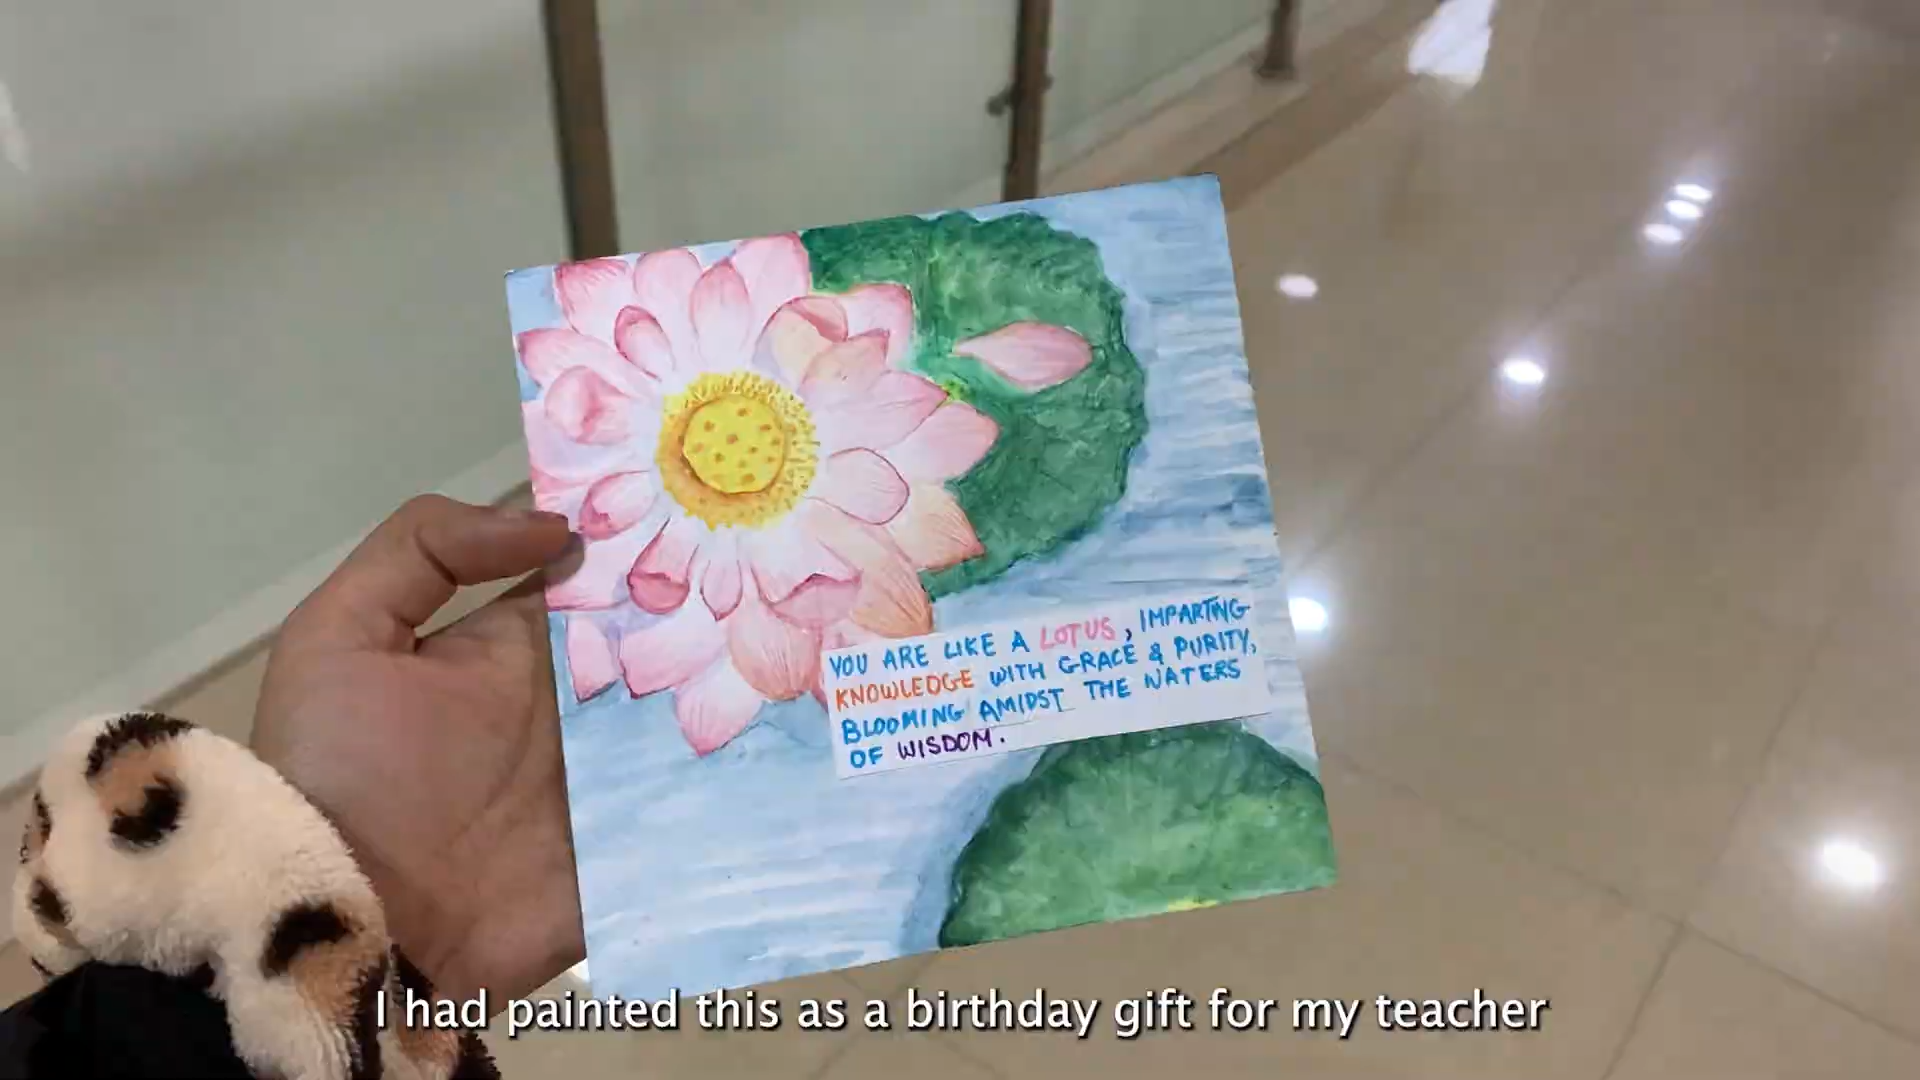 YOU ARE LIKE A LOTUS, IMPARTING
KNOWLEDGE WITH GRACE & PURITY,
BLOOMING AMIDST THE WATERS
OF WISDOM.
I had painted this as a birthday gift for my teacher